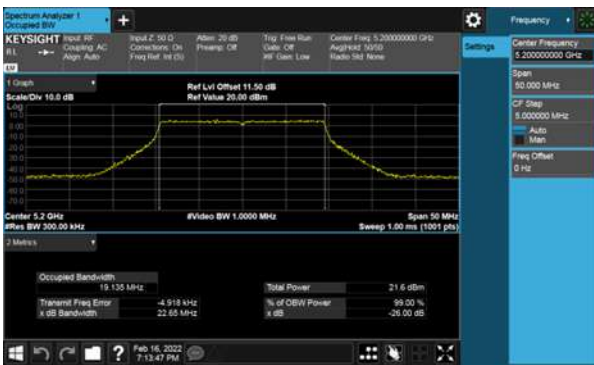 Spectrum Analyzer 1
Occupied BW
+
Frequency
KEYSIGHT
Input: RF
Coupling: AC
Align: Auto
Input Z: 50 Ω
Corrections: On
Freq Ref: Int (S)
Atten: 20 dB
Preamp: Off
Trig: Free Run
Gate: Off
#IF Gain: Low
Center Freq: 5.200000000 GHz
Avg|Hold: 50/50
Radio Std: None
RL
LXI
Settings
Center Frequency
5.200000000 GHz
Span
50.000 MHz
CF Step
5.000000 MHz
Auto
Man
Freq Offset
0 Hz
1 Graph
Scale/Div 10.0 dB
Ref Lvl Offset 11.50 dB
Ref Value 20.00 dBm
Log
10.0
0.00
-10.0
-20.0
-30.0
-40.0
-50.0
-60.0
-70.0
Center 5.2 GHz
#Res BW 300.00 kHz
#Video BW 1.0000 MHz
Span 50 MHz
Sweep 1.00 ms (1001 pts)
2 Metrics
Occupied Bandwidth
19.135 MHz
Transmit Freq Error
-4.918 kHz
x dB Bandwidth
22.65 MHz
Total Power
21.6 dBm
% of OBW Power
99.00 %
x dB
-26.00 dB
?
Feb 16, 2022
7:13:47 PM